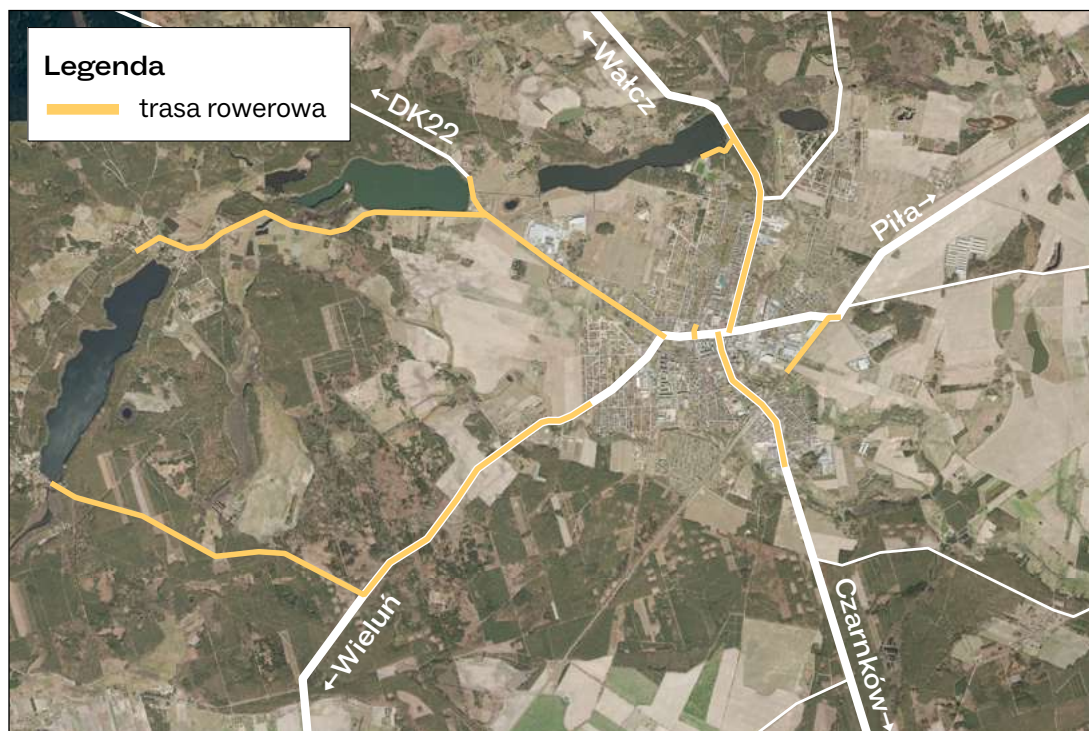 Legenda
trasa rowerowa
←Wałcz
←DK22
Piła→
←Wieluń
Czarnków→